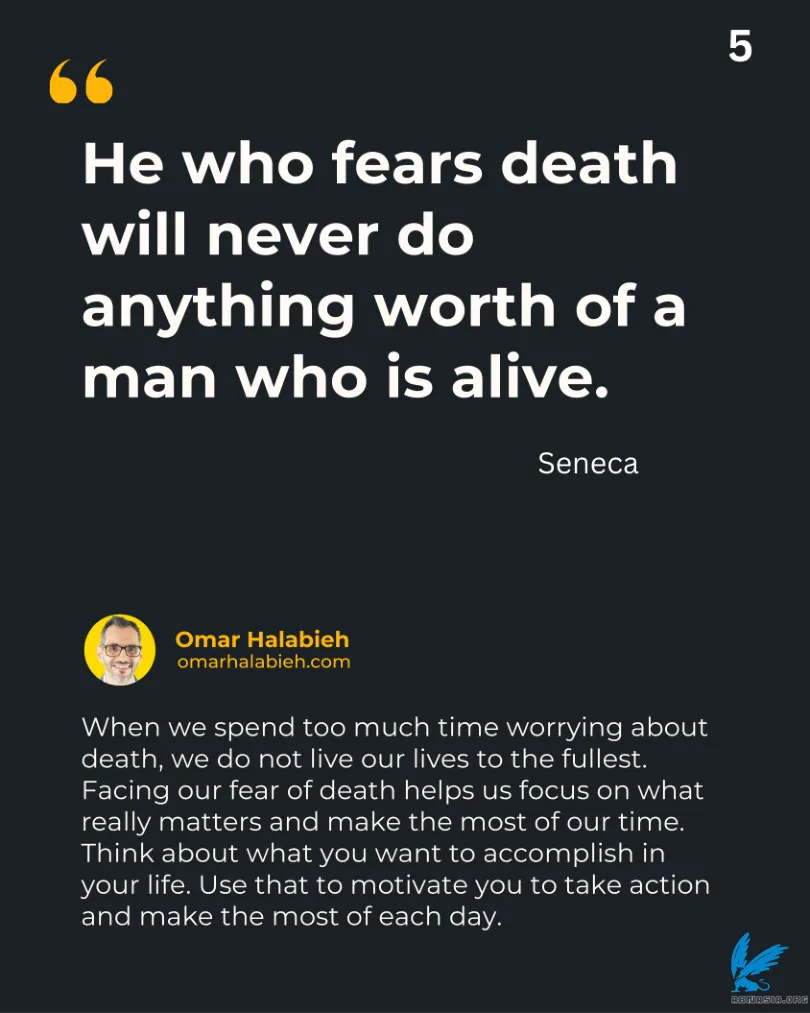 5
“
He who fears death
will never do
anything worth of a
man who is alive.
Seneca
Omar Halabieh
omarhalabieh.com
When we spend too much time worrying about
death, we do not live our lives to the fullest.
Facing our fear of death helps us focus on what
really matters and make the most of our time.
Think about what you want to accomplish in
your life. Use that to motivate you to take action
and make the most of each day.
ABNASIA.ORG